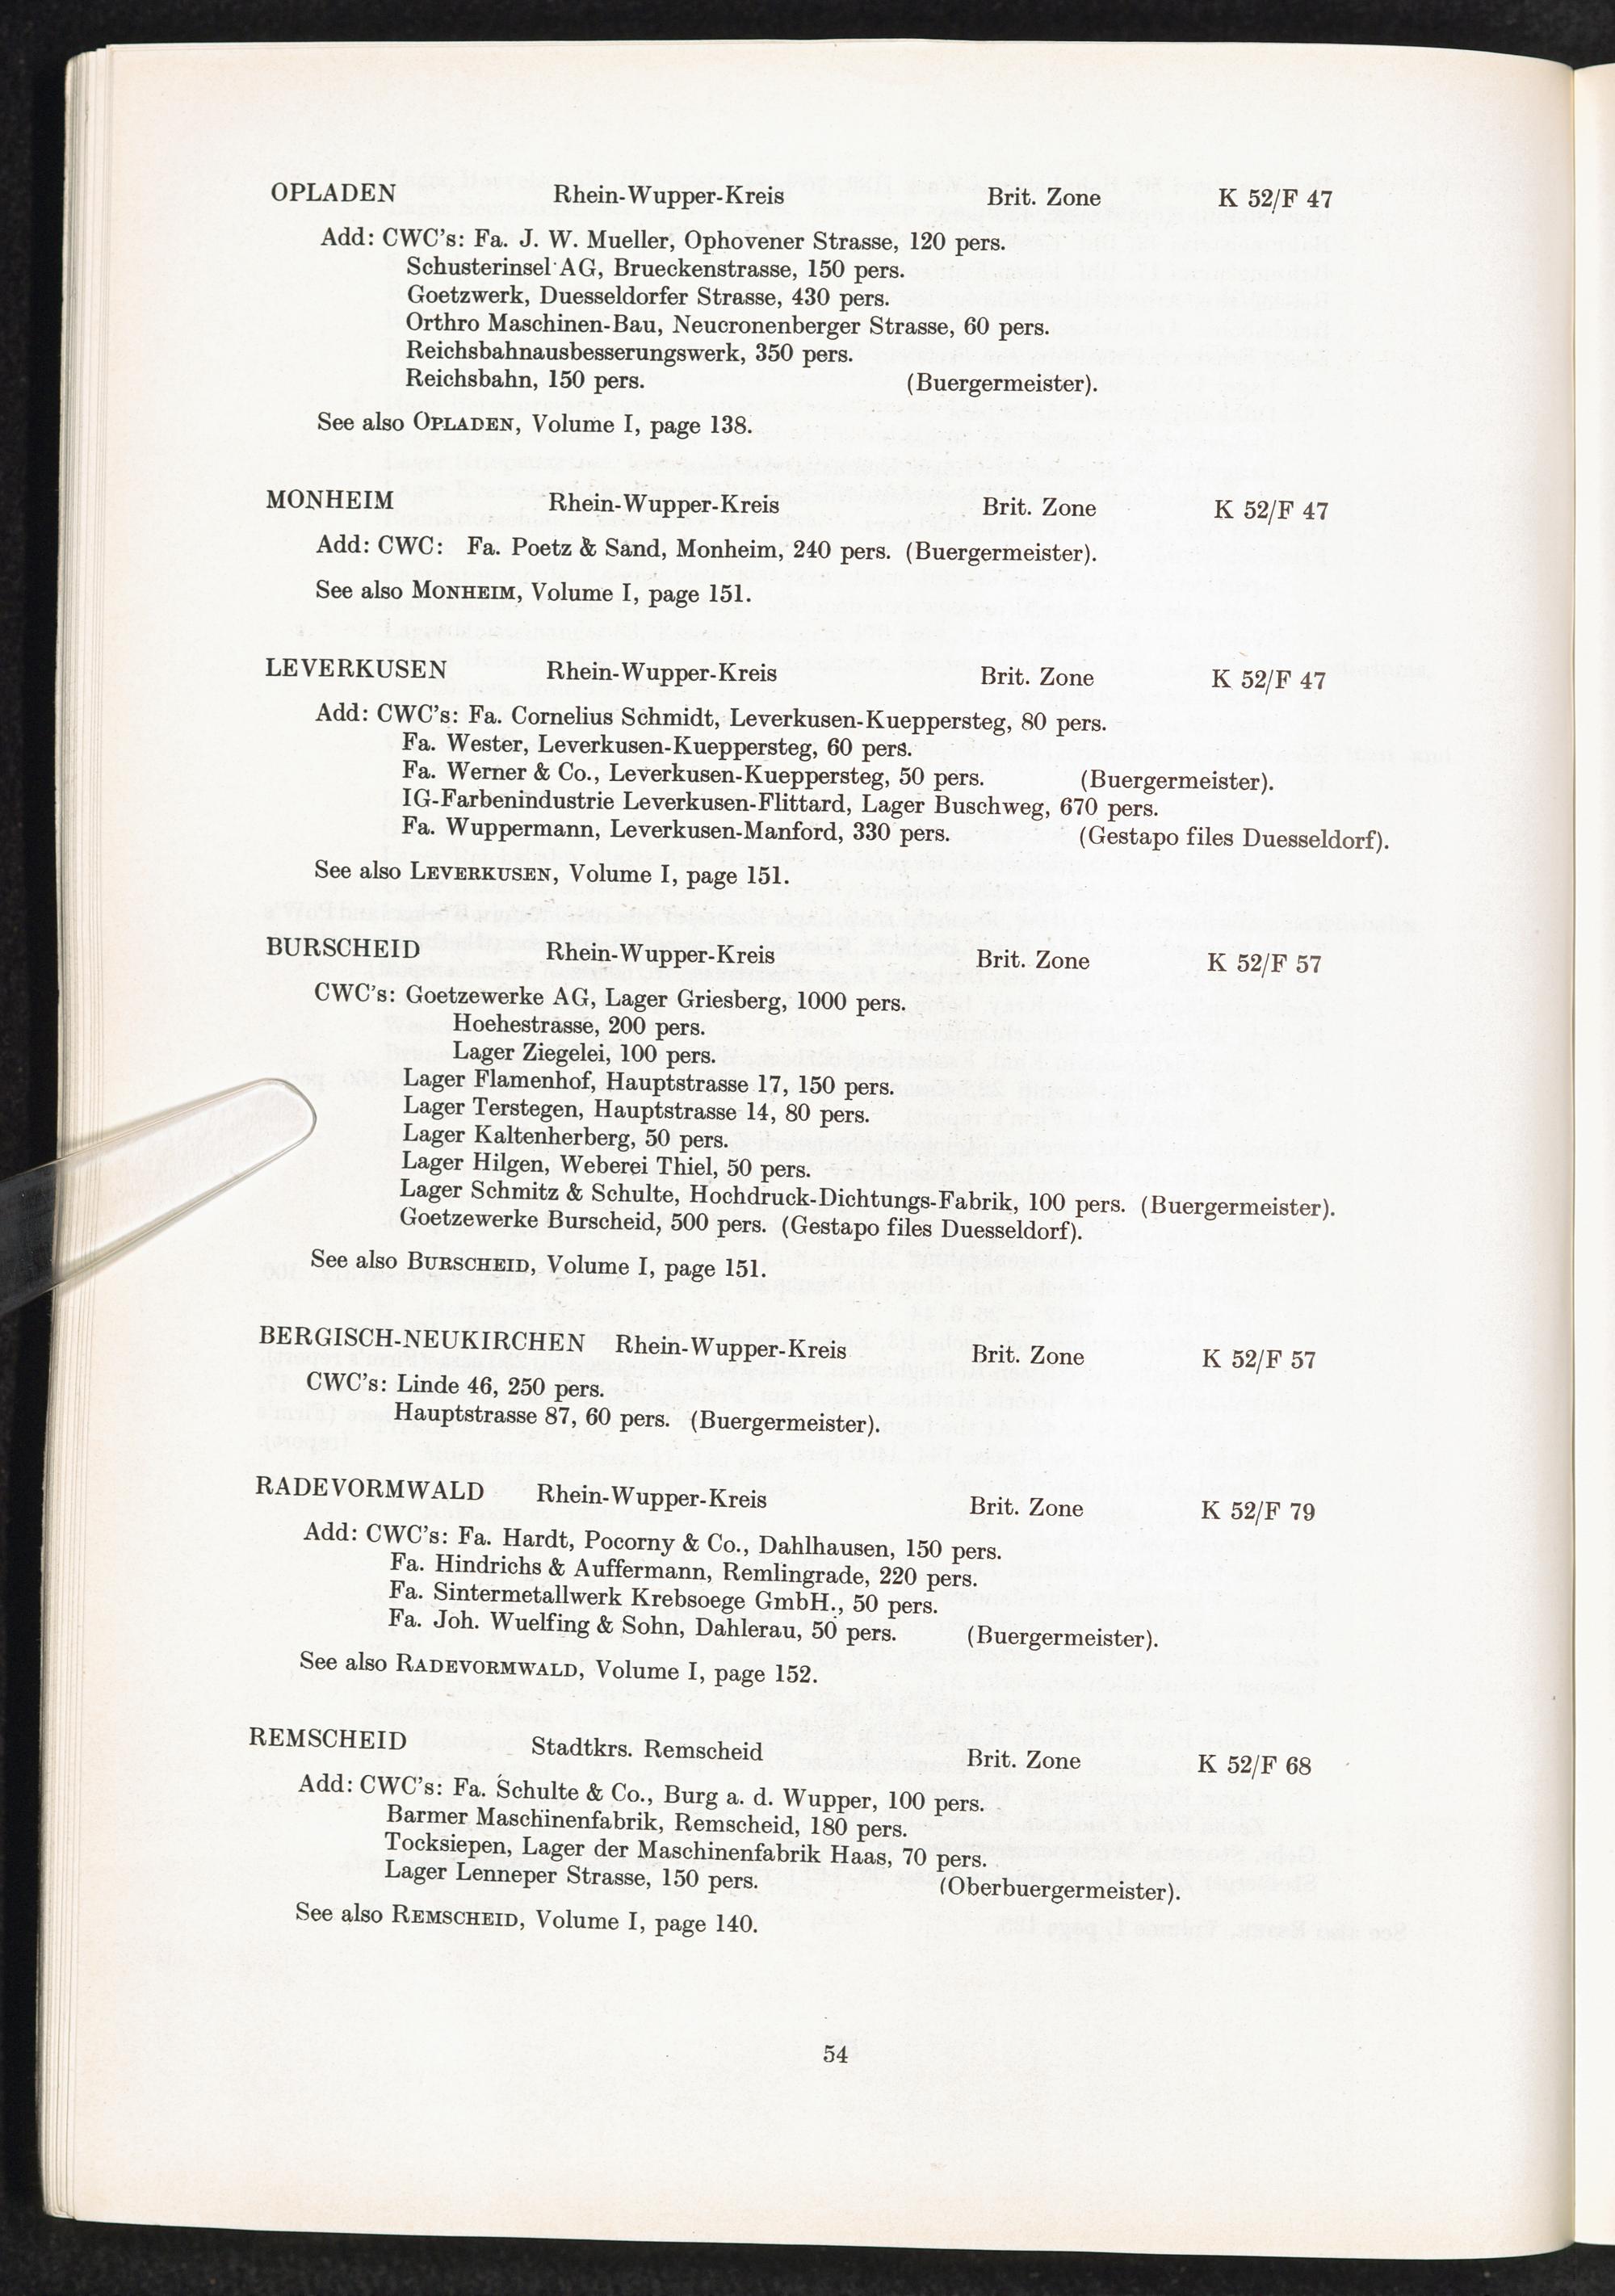 OPLADEN Rhein-Wupper-Kreis Brit. Zone K 52/F 47
Add: CWC's: Fa. J. W. Mueller, Ophovener Strasse, 120 pers.
Schusterinsel AG, Brueckenstrasse, 150 pers.
Goetzwerk, Duesseldorfer Strasse, 430 pers.
Orthro Maschinen-Bau, Neucronenberger Strasse, 60 pers.
Reichsbahnausbesserungswerk, 350 pers.
Reichsbahn, 150 pers. (Buergermeister).
See also OPLADEN, Volume I, page 138.
MONHEIM Rhein-Wupper-Kreis Brit. Zone K 52/F 47
Add: CWC: Fa. Poetz & Sand, Monheim, 240 pers. (Buergermeister).
See also MONHEIM, Volume I, page 151.
LEVERKUSEN Rhein-Wupper-Kreis Brit. Zone K 52/F 47
Add: CWC's: Fa. Cornelius Schmidt, Leverkusen-Kueppersteg, 80 pers.
Fa. Wester, Leverkusen-Kueppersteg, 60 pers.
Fa. Werner & Co., Leverkusen-Kueppersteg, 50 pers. (Buergermeister).
IG-Farbenindustrie Leverkusen-Flittard, Lager Buschweg, 670 pers.
Fa. Wuppermann, Leverkusen-Manford, 330 pers. (Gestapo files Duesseldorf).
See also LEVERKUSEN, Volume I, page 151.
BURSCHEID Rhein-Wupper-Kreis Brit. Zone K 52/F 57
CWC's: Goetzewerke AG, Lager Griesberg, 1000 pers.
Hoehestrasse, 200 pers.
Lager Ziegelei, 100 pers.
Lager Flamenhof, Hauptstrasse 17, 150 pers.
Lager Terstegen, Hauptstrasse 14, 80 pers.
Lager Kaltenherberg, 50 pers.
Lager Hilgen, Weberei Thiel, 50 pers.
Lager Schmitz & Schulte, Hochdruck-Dichtungs-Fabrik, 100 pers. (Buergermeister).
Goetzewerke Burscheid, 500 pers. (Gestapo files Duesseldorf).
See also BURSCHEID, Volume I, page 151.
BERGISCH-NEUKIRCHEN Rhein-Wupper-Kreis Brit. Zone K 52/F 57
CWC's: Linde 46, 250 pers.
Hauptstrasse 87, 60 pers. (Buergermeister).
RADEVORMWALD Rhein-Wupper-Kreis Brit. Zone K 52/F 79
Add: CWC's: Fa. Hardt, Pocorny & Co., Dahlhausen, 150 pers.
Fa. Hindrichs & Auffermann, Remlingrade, 220 pers.
Fa. Sintermetallwerk Krebsoege GmbH., 50 pers.
Fa. Joh. Wuelfing & Sohn, Dahlerau, 50 pers. (Buergermeister).
See also RADEVORMWALD, Volume I, page 152.
REMSCHEID Stadtkrs. Remscheid Brit. Zone K 52/F 68
Add: CWC's: Fa. Schulte & Co., Burg a. d. Wupper, 100 pers.
Barmer Maschinenfabrik, Remscheid, 180 pers.
Tocksiepen, Lager der Maschinenfabrik Haas, 70 pers.
Lager Lenneper Strasse, 150 pers. (Oberbuergermeister).
See also REMSCHEID, Volume I, page 140.
54